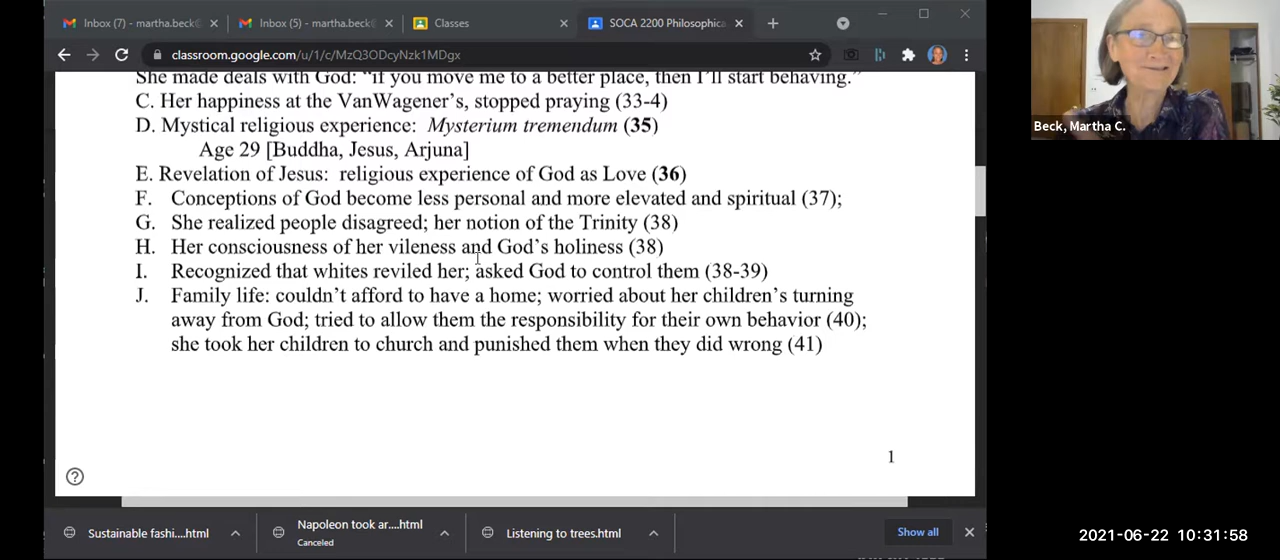 Inbox (7) - martha.beck@
Inbox (5) - martha.beck@
Classes
SOCA 2200 Philosophica
classroom.google.com/u/1/c/MzQ3ODcyNzk1MDgx
She made deals with God: “if you move me to a better place, then I’ll start behaving.”
C. Her happiness at the VanWagener’s, stopped praying (33-4)
D. Mystical religious experience: Mysterium tremendum (35)
Age 29 [Buddha, Jesus, Arjuna]
E. Revelation of Jesus: religious experience of God as Love (36)
F. Conceptions of God become less personal and more elevated and spiritual (37);
G. She realized people disagreed; her notion of the Trinity (38)
H. Her consciousness of her vileness and God’s holiness (38)
I. Recognized that whites reviled her; asked God to control them (38-39)
J. Family life: couldn’t afford to have a home; worried about her children’s turning
away from God; tried to allow them the responsibility for their own behavior (40);
she took her children to church and punished them when they did wrong (41)
1
Sustainable fashi....html
Napoleon took ar....html
Canceled
Listening to trees.html
Show all
Beck, Martha C.
2021-06-22 10:31:58